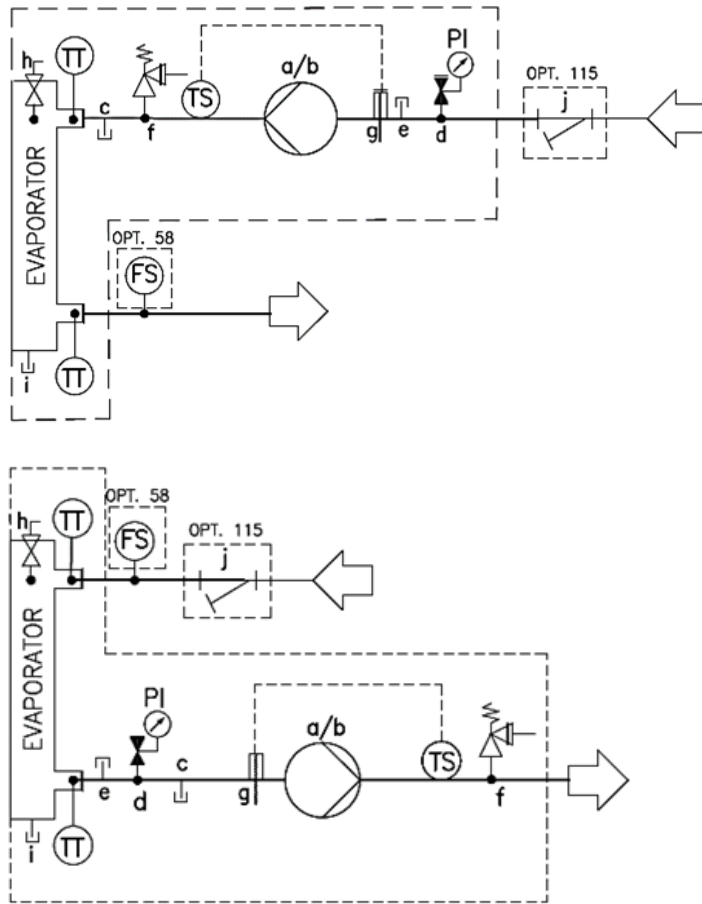 h
TT
a/b
PI
OPT. 115
j
TS
c
f
g
e
d
EVAPORATOR
OPT. 58
FS
i
TT
h
TT
OPT. 58
FS
OPT. 115
j
EVAPORATOR
PI
a/b
c
TS
e
d
g
f
i
TT